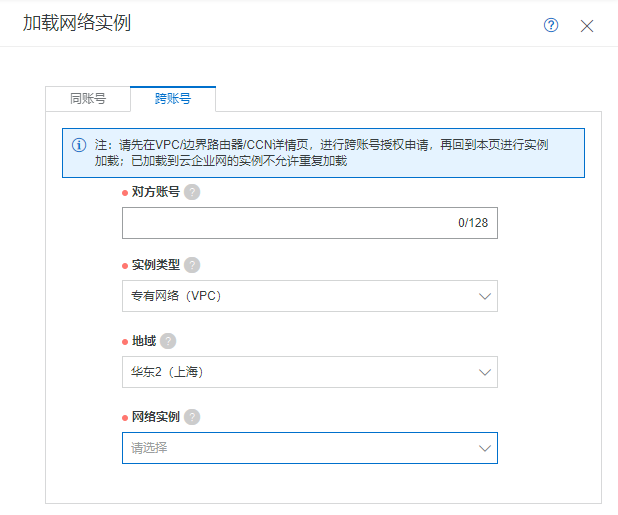 加载网络实例
同账号
跨账号
注：请先在VPC/边界路由器/CCN详情页，进行跨账号授权申请，再回到本页进行实例
加载；已加载到云企业网的实例不允许重复加载
对方账号
0/128
实例类型
专有网络（VPC）
地域
华东2（上海）
网络实例
请选择